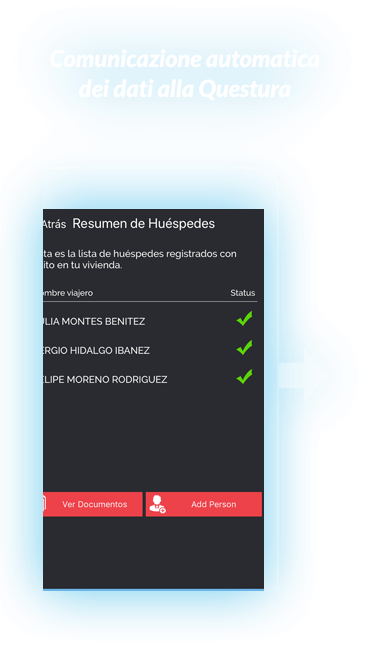 Comunicazione automatica
dei dati alla Questura
Atrás Resumen de Huéspedes
ta es la lista de huéspedes registrados con
ito en tu vivienda.
ombre viajero Status
ULIA MONTES BENITEZ
ERGIO HIDALGO IBANEZ
ELIPE MORENO RODRIGUEZ
Ver Documentos Add Person